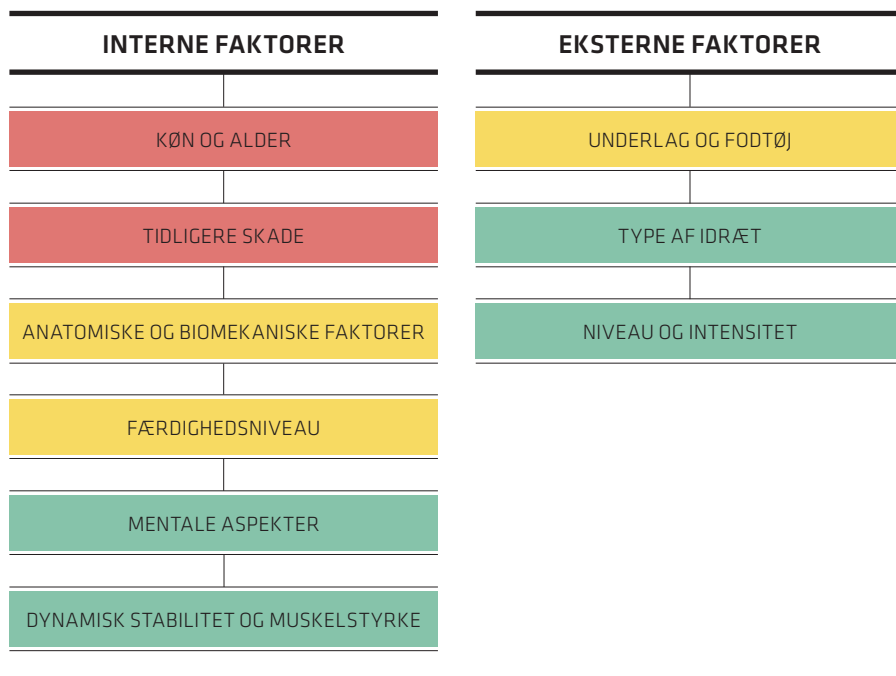 INTERNE FAKTORER
KØN OG ALDER
TIDLIGERE SKADE
ANATOMISKE OG BIOMEKANISKE FAKTORER
FÆRDIGHEDSNIVEAU
MENTALE ASPEKTER
DYNAMISK STABILITET OG MUSKELSTYRKE
EKSTERNE FAKTORER
UNDERLAG OG FODTØJ
TYPE AF IDRÆT
NIVEAU OG INTENSITET